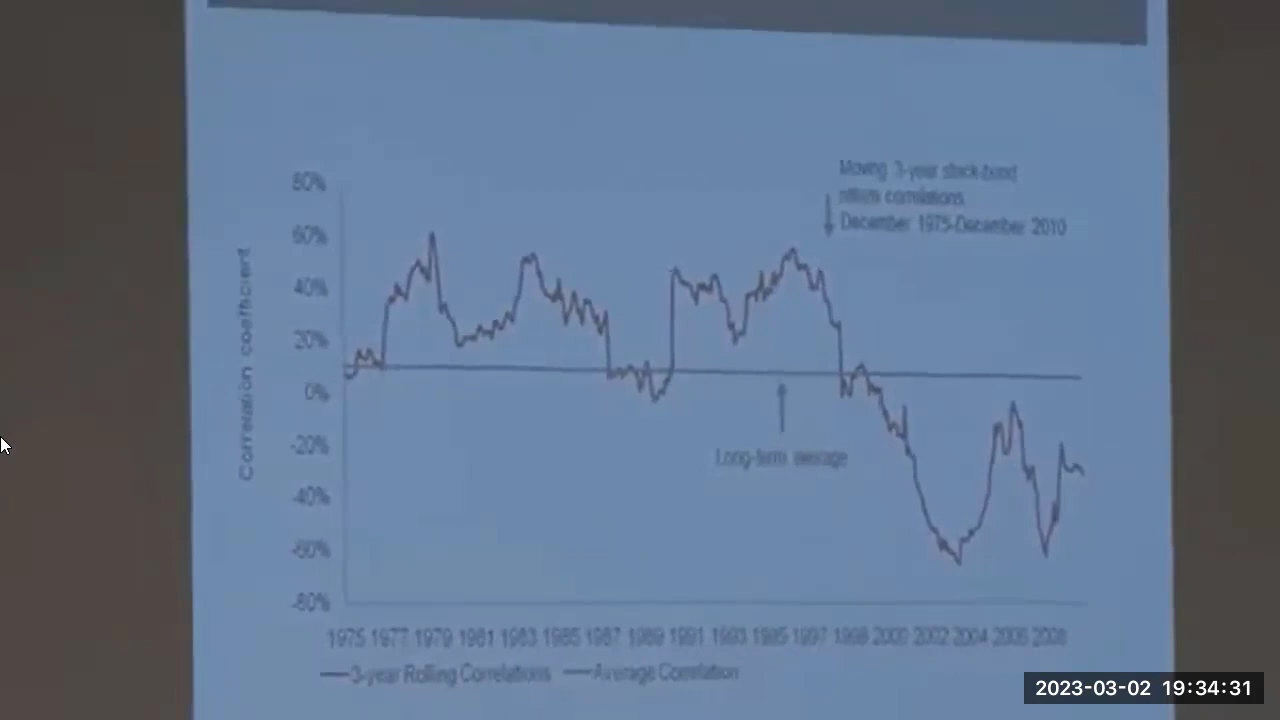 Moving 3-year stock-bond
return correlations
December 1975-December 2010
80%
60%
40%
20%
0%
-20%
-40%
-60%
-80%
Correlation coefficient
Long-term average
1975 1977 1979 1981 1983 1985 1987 1989 1991 1993 1995 1997 1998 2000 2002 2004 2006 2008
3-year Rolling Correlations
Average Correlation
2023-03-02 19:34:31